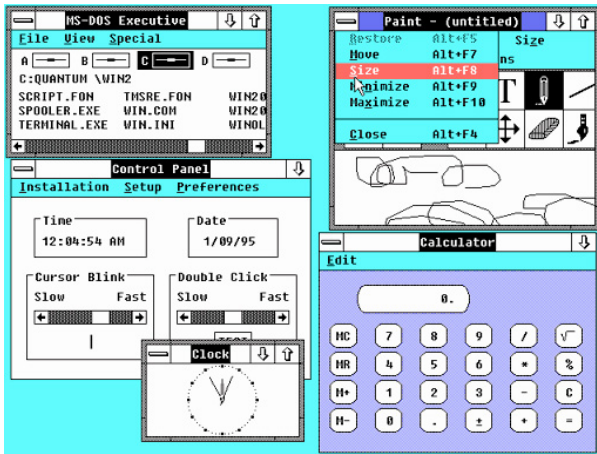 MS-DOS Executive
File View Special
A B C D
C:QUANTUM \WIN2
SCRIPT.FON TMSRE.FON WIN20
SPOOLER.EXE WIN.COM WIN20
TERMINAL.EXE WIN.INI WINOL
Paint - (untitled)
Restore Alt+F5
Move Alt+F7
Size Alt+F8
Minimize Alt+F9
Maximize Alt+F10
Close Alt+F4
Size
ns
T
Control Panel
Installation Setup Preferences
Time
12:04:54 AM
Date
1/09/95
Cursor Blink
Slow Fast
Double Click
Slow Fast
Clock
Calculator
Edit
0.
MC 7 8 9 / √
MR 4 5 6 * %
M+ 1 2 3 - C
M- 0 . ± + =